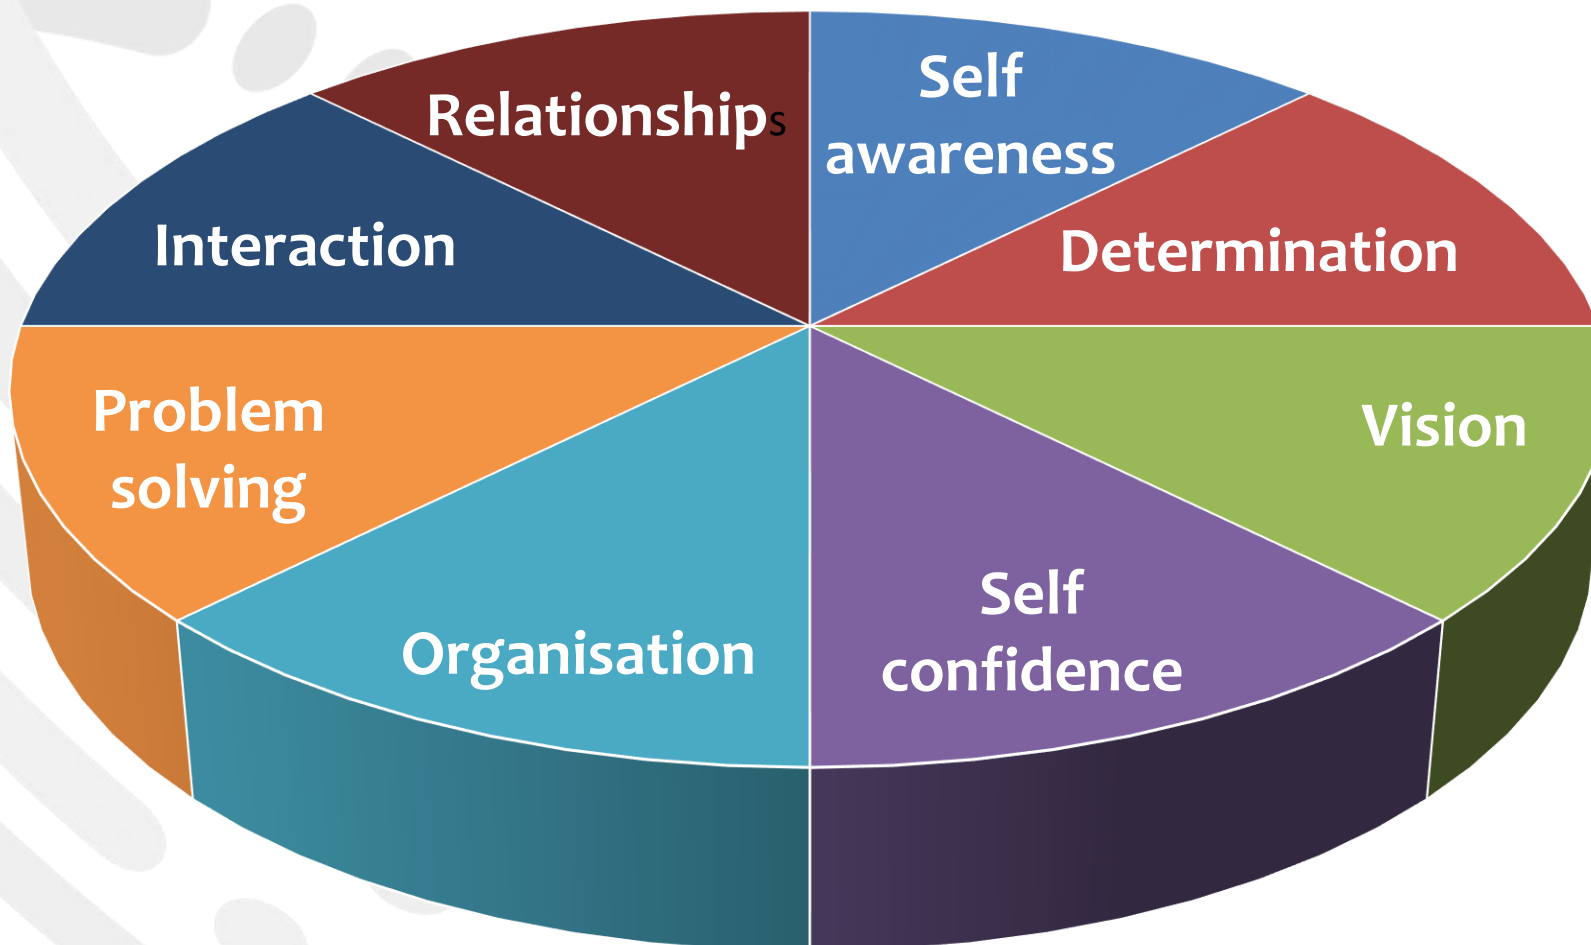 Self
awareness
Determination
Vision
Self
confidence
Organisation
Problem
solving
Interaction
Relationships